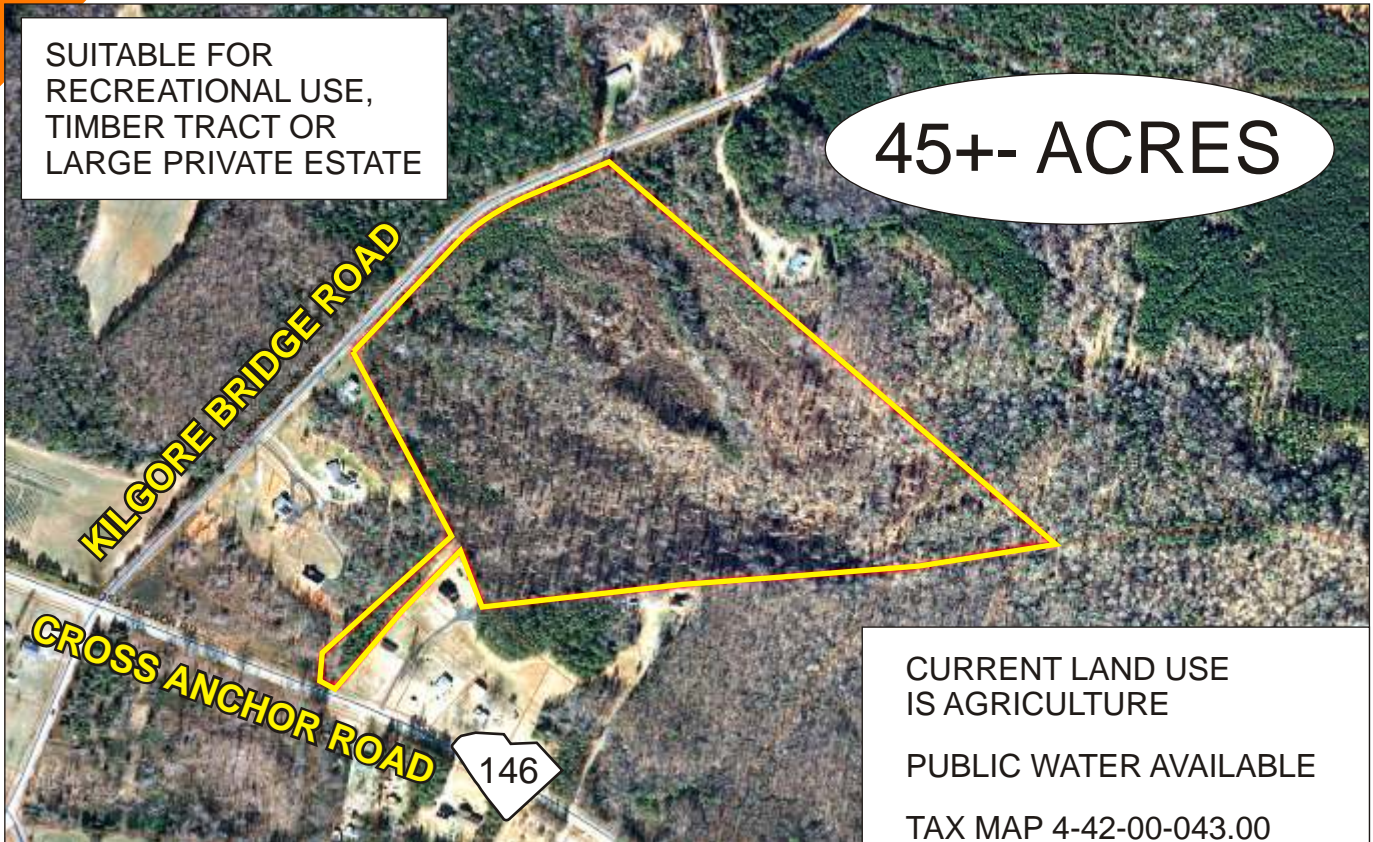 SUITABLE FOR
RECREATIONAL USE,
TIMBER TRACT OR
LARGE PRIVATE ESTATE
45+- ACRES
KILGORE BRIDGE ROAD
CROSS ANCHOR ROAD
146
CURRENT LAND USE
IS AGRICULTURE
PUBLIC WATER AVAILABLE
TAX MAP 4-42-00-043.00